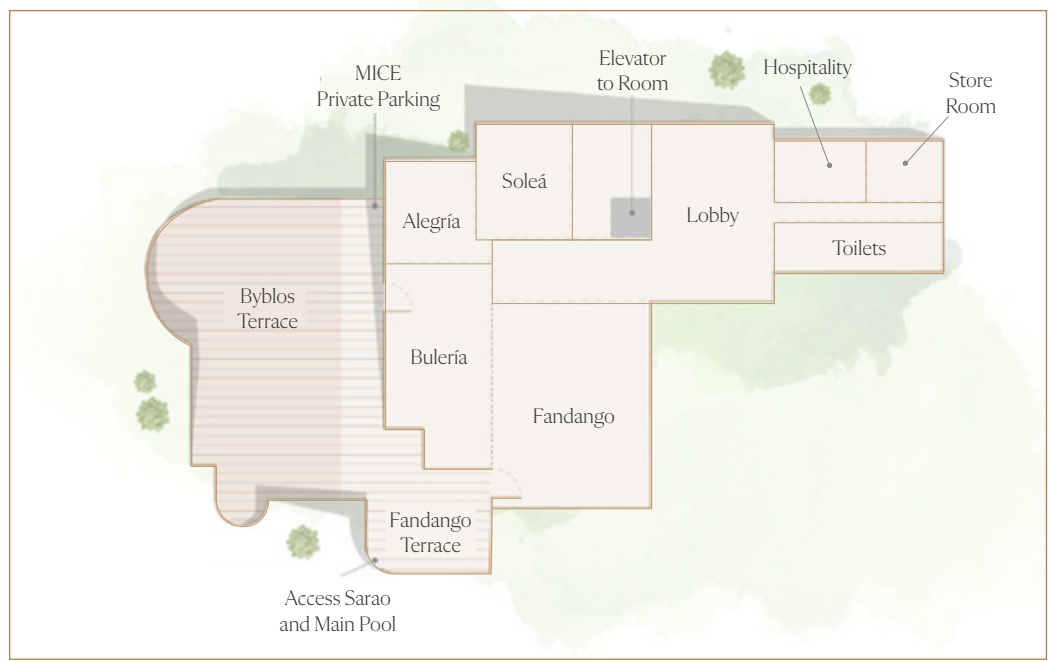 MICE
Private Parking
Elevator
to Room
Hospitality
Store
Room
Soleá
Alegría
Lobby
Toilets
Byblos
Terrace
Bulería
Fandango
Fandango
Terrace
Access Sarao
and Main Pool